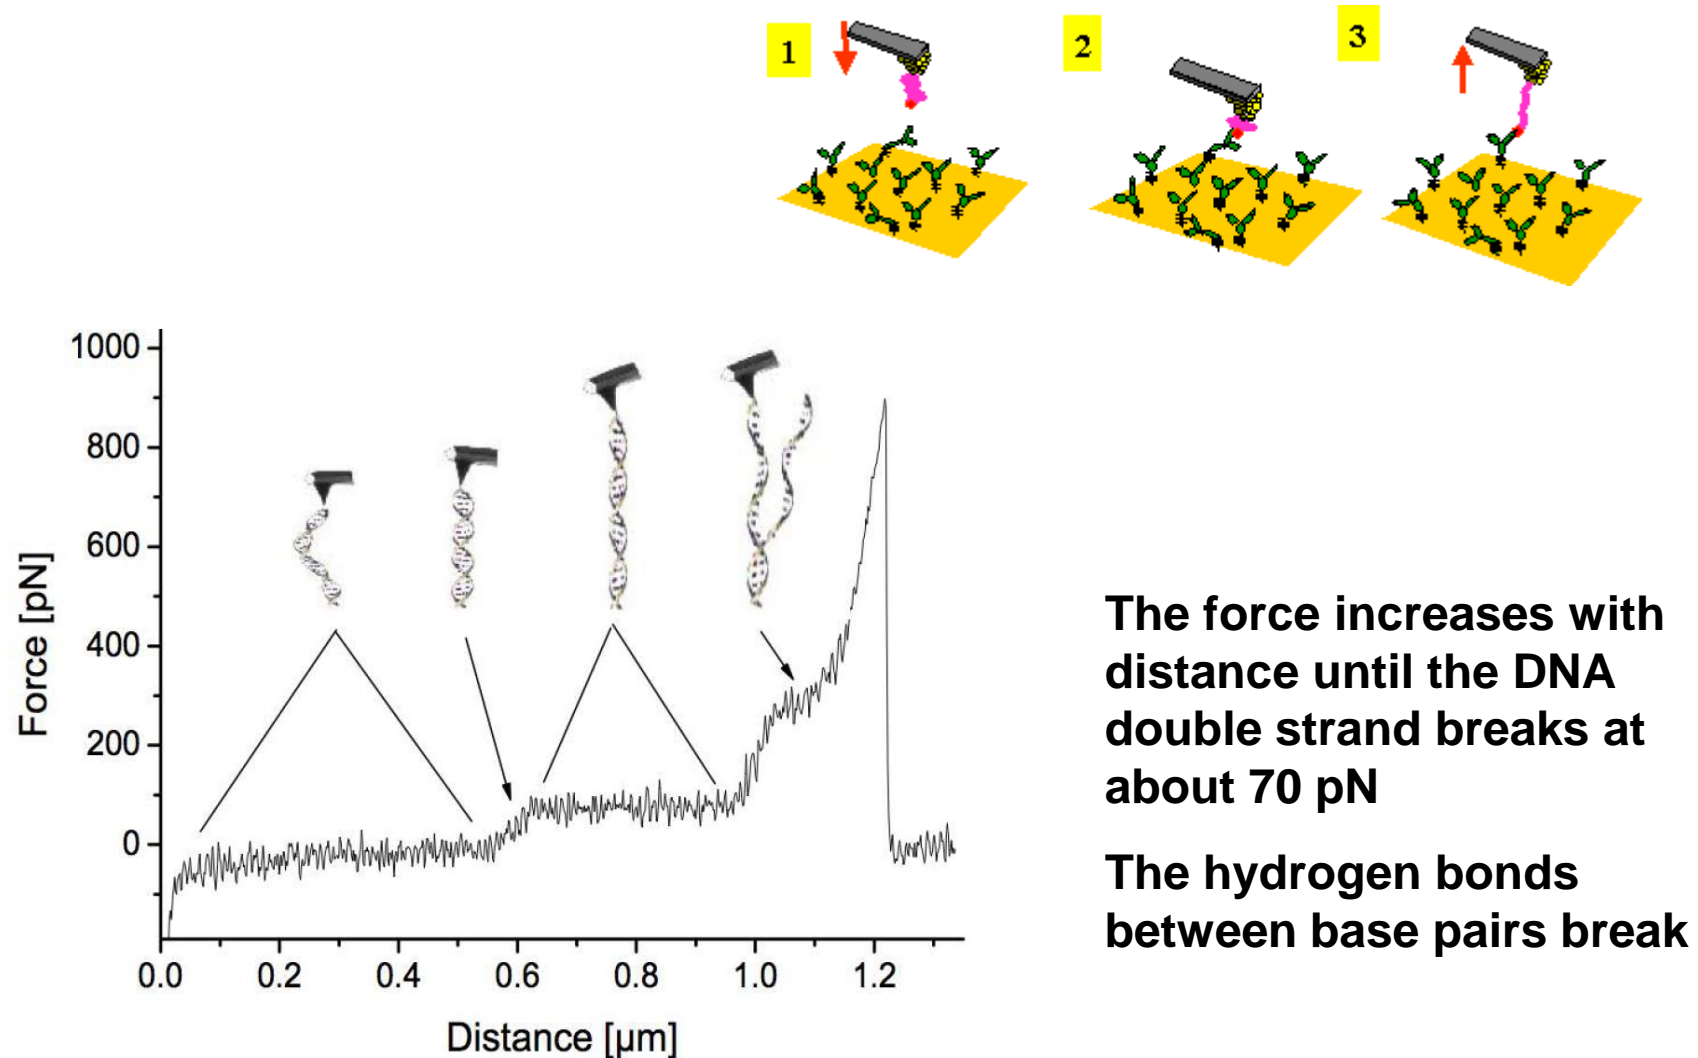 1
2
3
1000
800
600
400
200
0
Force [pN]
0.0 0.2 0.4 0.6 0.8 1.0 1.2
Distance [µm]
The force increases with
distance until the DNA
double strand breaks at
about 70 pN
The hydrogen bonds
between base pairs break